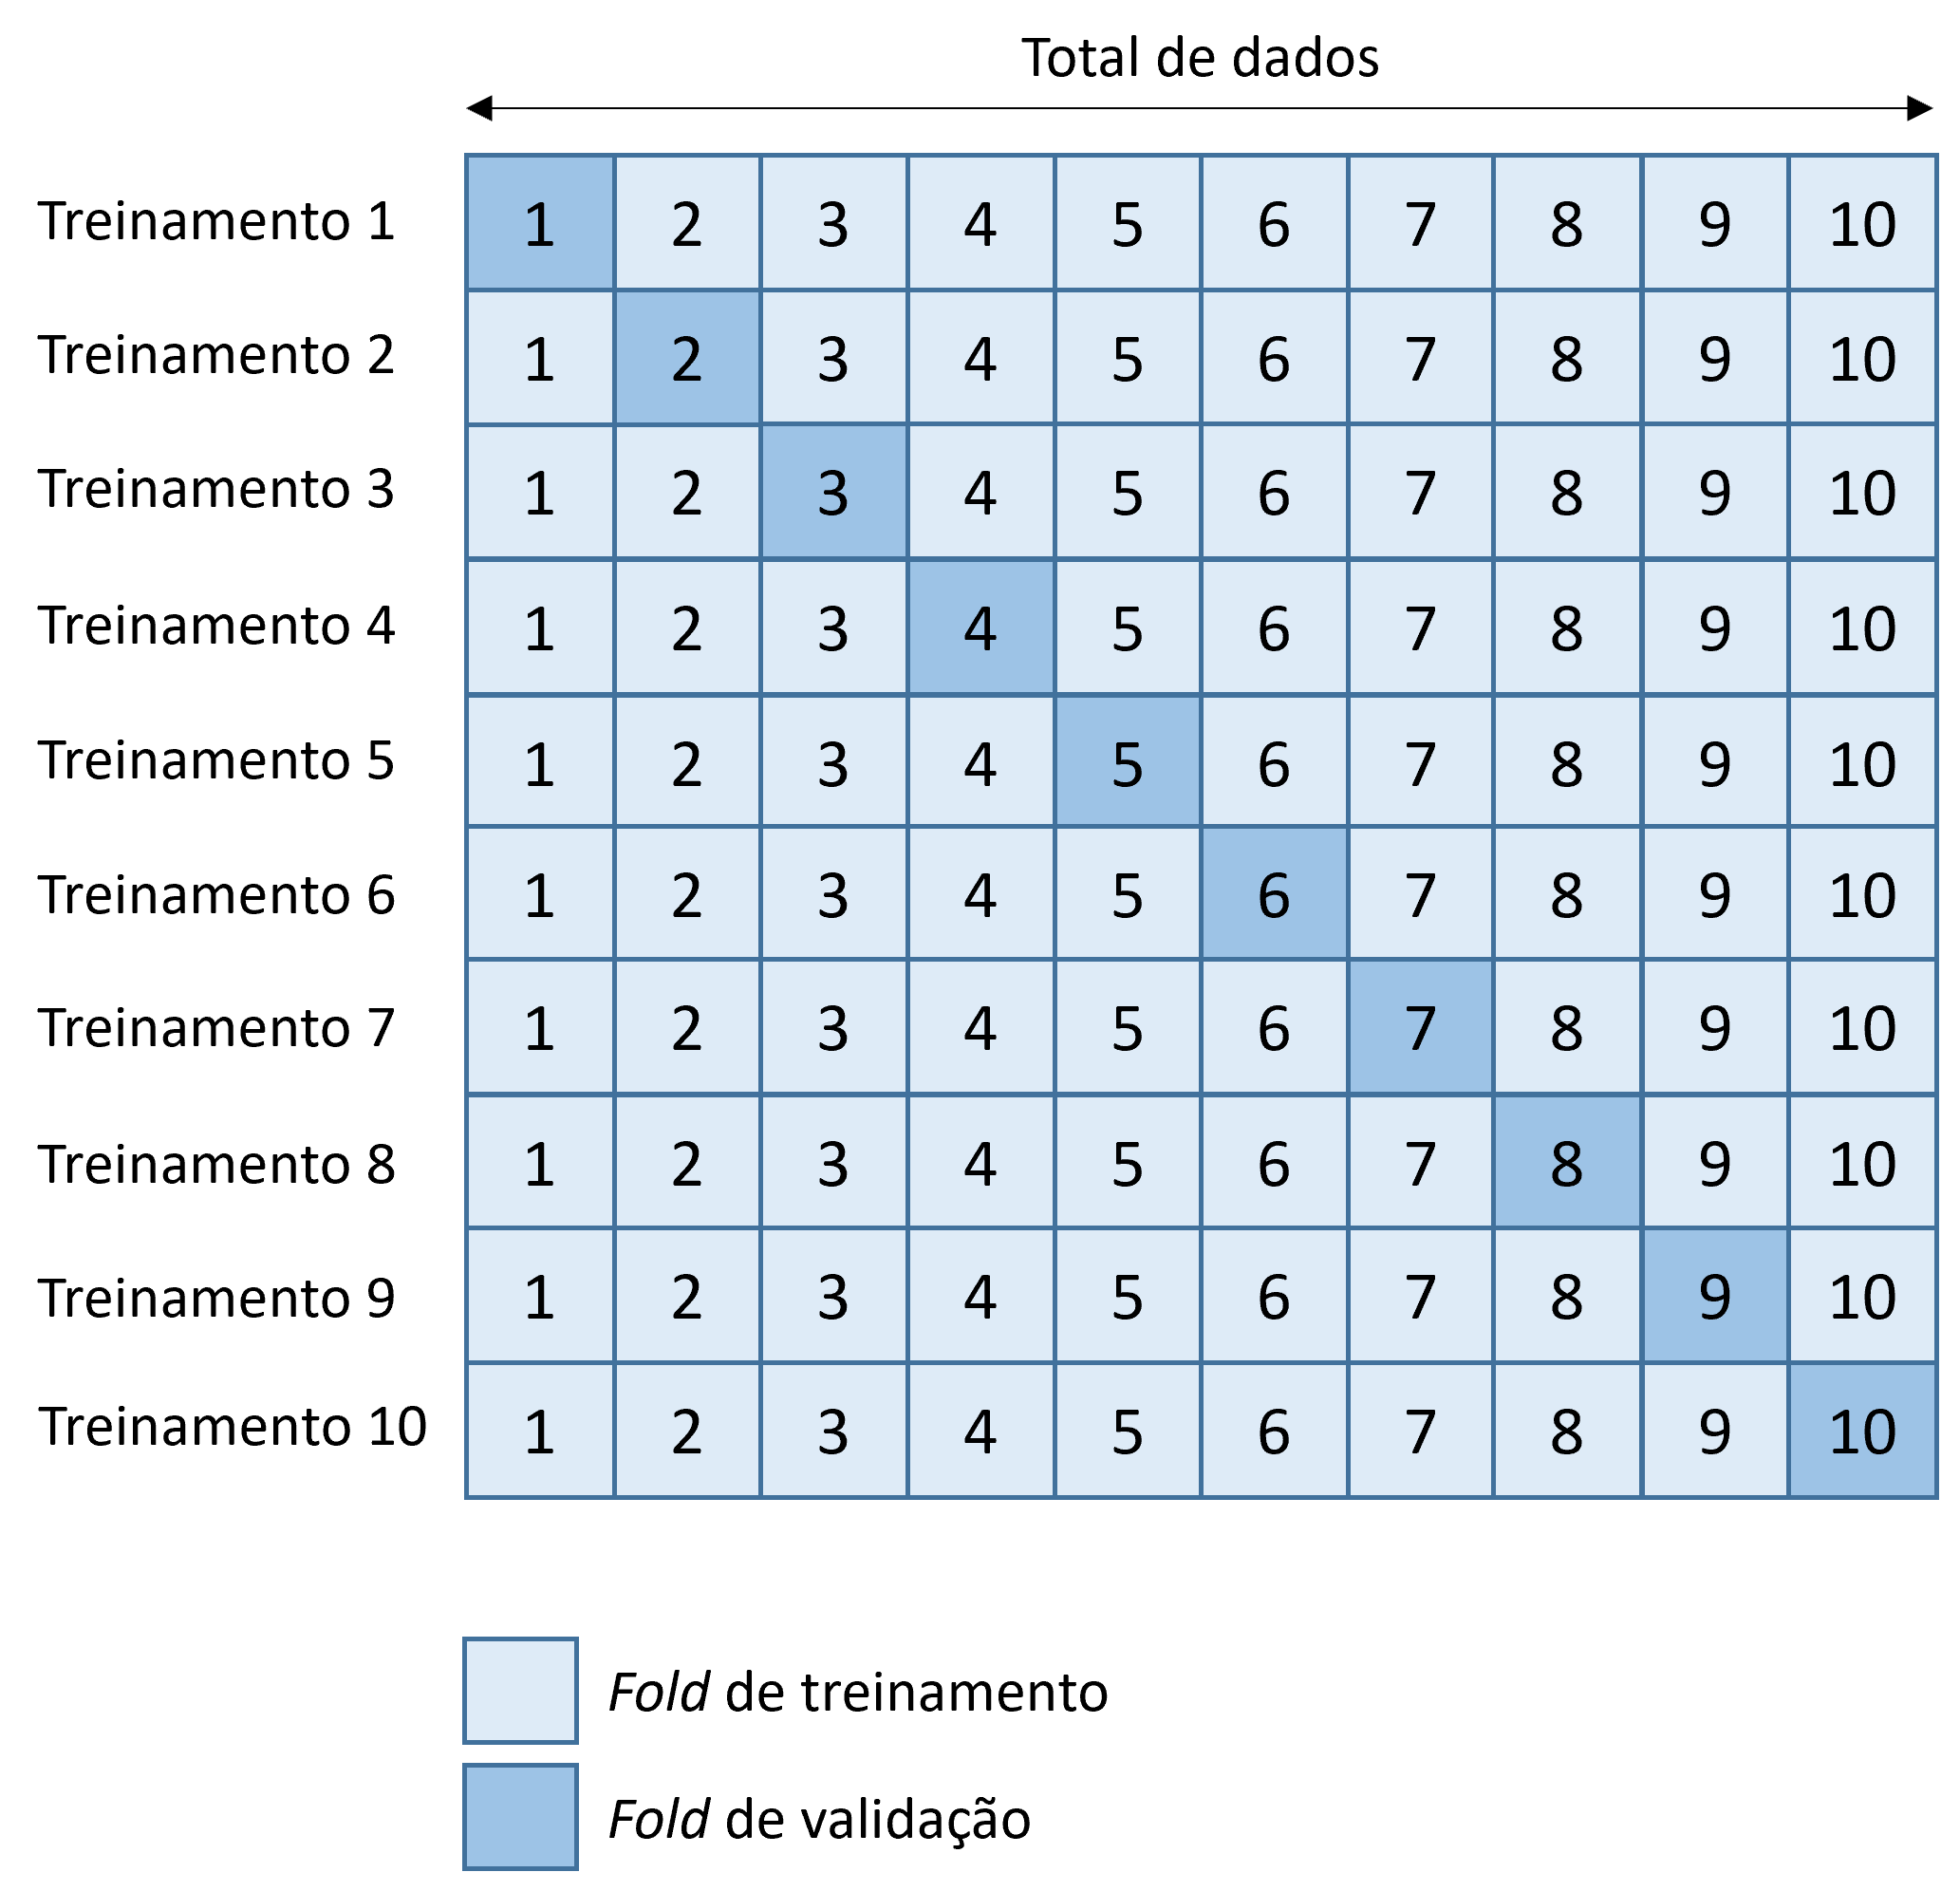 Total de dados
Treinamento 1 1 2 3 4 5 6 7 8 9 10
Treinamento 2 1 2 3 4 5 6 7 8 9 10
Treinamento 3 1 2 3 4 5 6 7 8 9 10
Treinamento 4 1 2 3 4 5 6 7 8 9 10
Treinamento 5 1 2 3 4 5 6 7 8 9 10
Treinamento 6 1 2 3 4 5 6 7 8 9 10
Treinamento 7 1 2 3 4 5 6 7 8 9 10
Treinamento 8 1 2 3 4 5 6 7 8 9 10
Treinamento 9 1 2 3 4 5 6 7 8 9 10
Treinamento 10 1 2 3 4 5 6 7 8 9 10
Fold de treinamento
Fold de validação